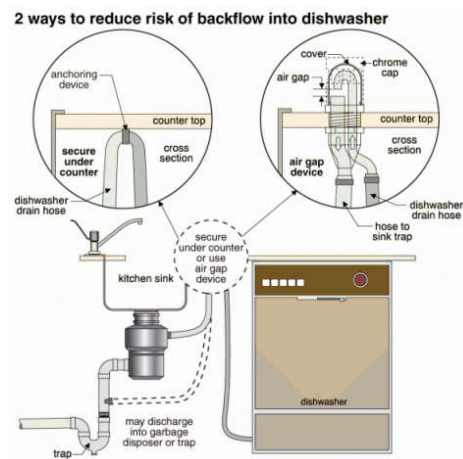 2 ways to reduce risk of backflow into dishwasher
anchoring
device
counter top
secure
under
counter
cross
section
dishwasher
drain hose
cover
chrome
cap
air gap
counter top
cross
section
air gap
device
dishwasher
drain hose
hose to
sink trap
secure
under counter
or use
air gap
device
kitchen sink
dishwasher
may discharge
into garbage
disposer or trap
trap